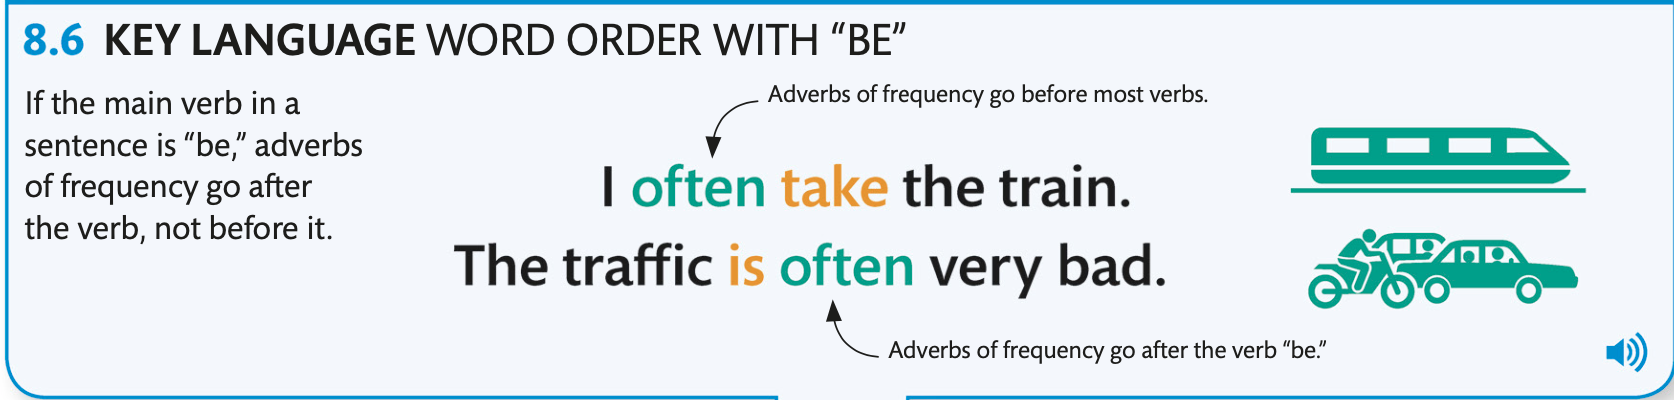 8.6 KEY LANGUAGE WORD ORDER WITH “BE”
If the main verb in a
sentence is “be,” adverbs
of frequency go after
the verb, not before it.
Adverbs of frequency go before most verbs.
I often take the train.
The traffic is often very bad.
Adverbs of frequency go after the verb “be.”